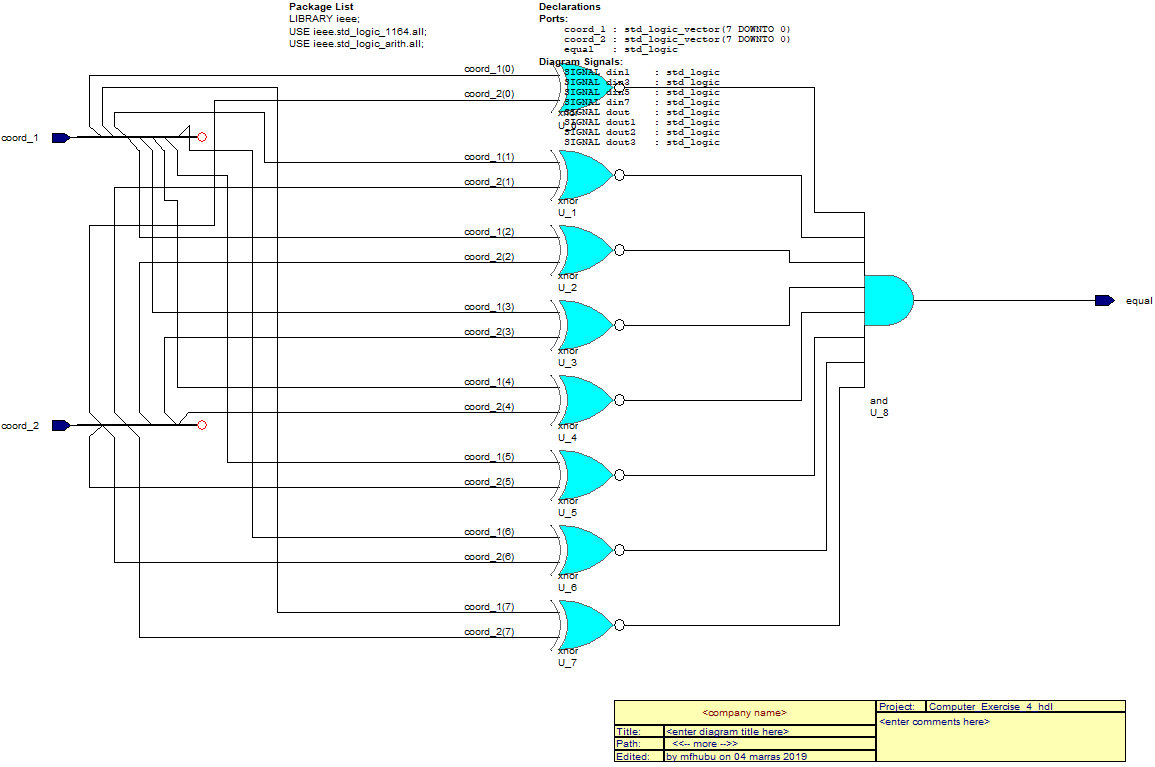 Package List
LIBRARY ieee;
USE ieee.std_logic_1164.all;
USE ieee.std_logic_arith.all;
Declarations
Ports:
coord_1 : std_logic_vector(7 DOWNTO 0)
coord_2 : std_logic_vector(7 DOWNTO 0)
equal : std_logic
Diagram Signals:
SIGNAL din1 : std_logic
SIGNAL din3 : std_logic
SIGNAL din5 : std_logic
SIGNAL din7 : std_logic
SIGNAL dout : std_logic
SIGNAL dout1 : std_logic
SIGNAL dout2 : std_logic
SIGNAL dout3 : std_logic
coord_1(0)
coord_2(0)
xnor
coord_1
coord_1(1)
coord_2(1)
xnor
U_1
coord_1(2)
coord_2(2)
xnor
U_2
coord_1(3)
coord_2(3)
xnor
U_3
equal
coord_1(4)
coord_2(4)
xnor
U_4
and
U_8
coord_2
coord_1(5)
coord_2(5)
xnor
U_5
coord_1(6)
coord_2(6)
xnor
U_6
coord_1(7)
coord_2(7)
xnor
U_7
<company name>
Title: <enter diagram title here>
Path: <<-- more -->>
Edited: by mfhubu on 04 marras 2019
Project: Computer_Exercise_4_hdl
<enter comments here>